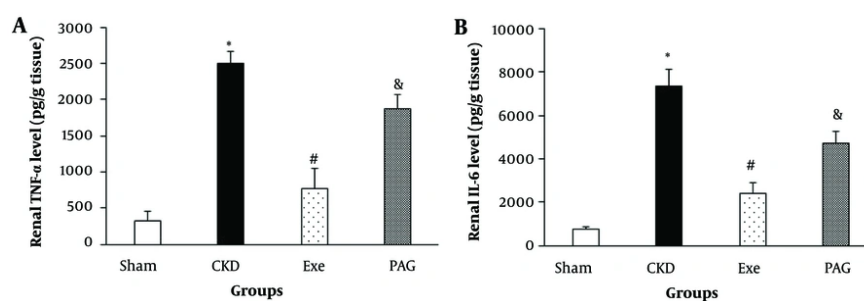 A
Renal TNF-α level (pg/g tissue)
3000
2500
2000
1500
1000
500
0
*
#
&
Sham CKD Exe PAG
Groups
B
Renal IL-6 level (pg/g tissue)
10000
8000
6000
4000
2000
0
*
#
&
Sham CKD Exe PAG
Groups